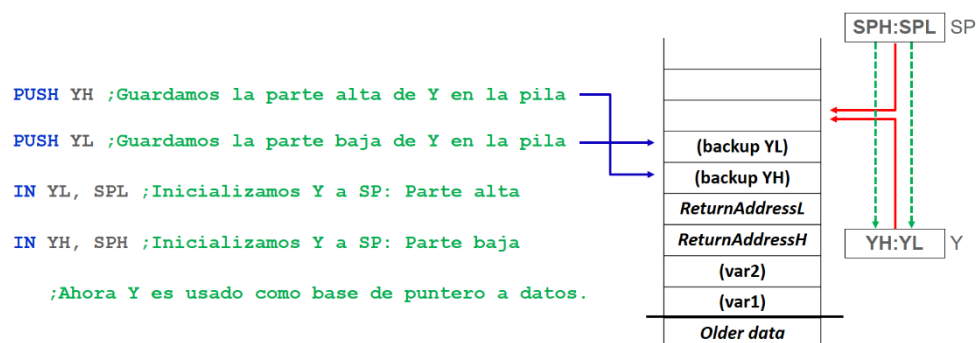 SPH:SPL SP
PUSH YH ;Guardamos la parte alta de Y en la pila
PUSH YL ;Guardamos la parte baja de Y en la pila
IN YL, SPL ;Inicializamos Y a SP: Parte alta
IN YH, SPH ;Inicializamos Y a SP: Parte baja
;Ahora Y es usado como base de puntero a datos.
(backup YL)
(backup YH)
ReturnAddressL
ReturnAddressH
(var2)
(var1)
Older data
YH:YL Y